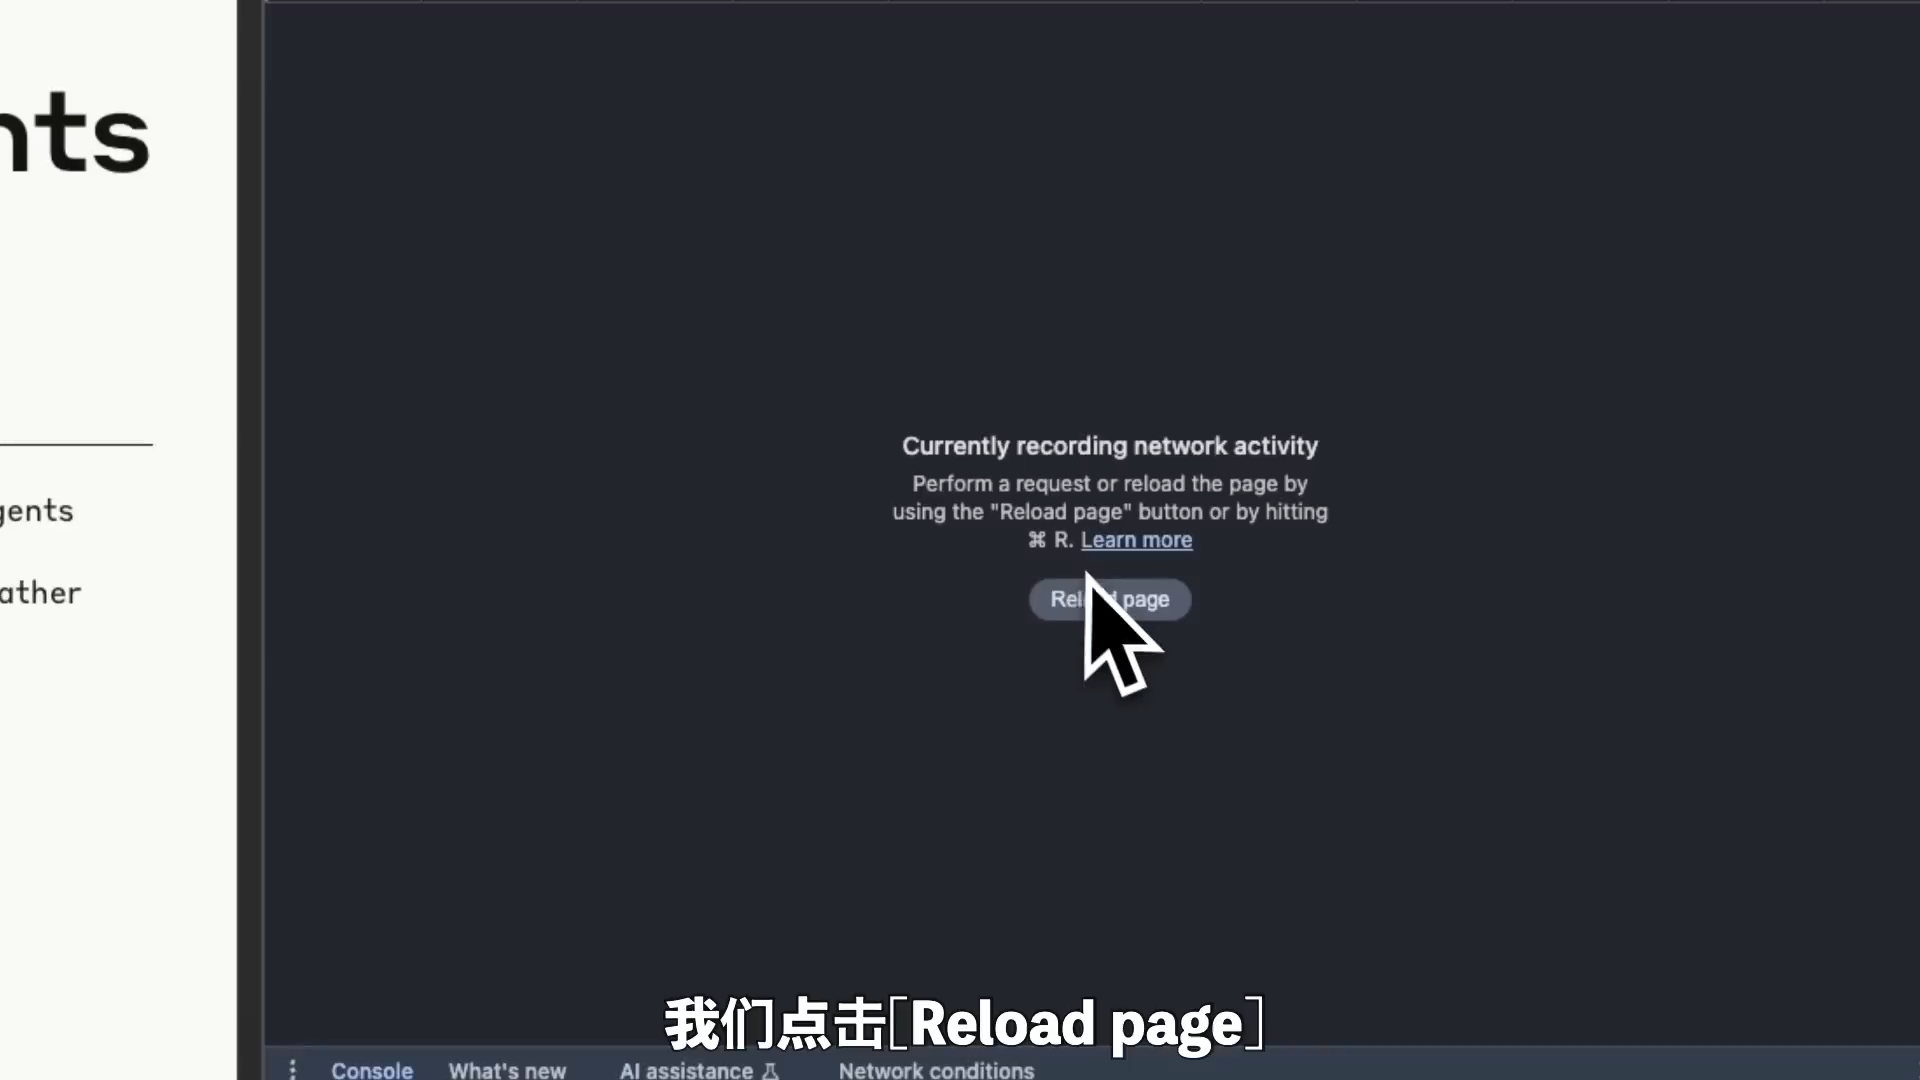 nts
gents
ather
Currently recording network activity
Perform a request or reload the page by
using the "Reload page" button or by hitting
⌘ R. Learn more
Reload page
我们点击[Reload page]
Console What's new AI assistance Network conditions